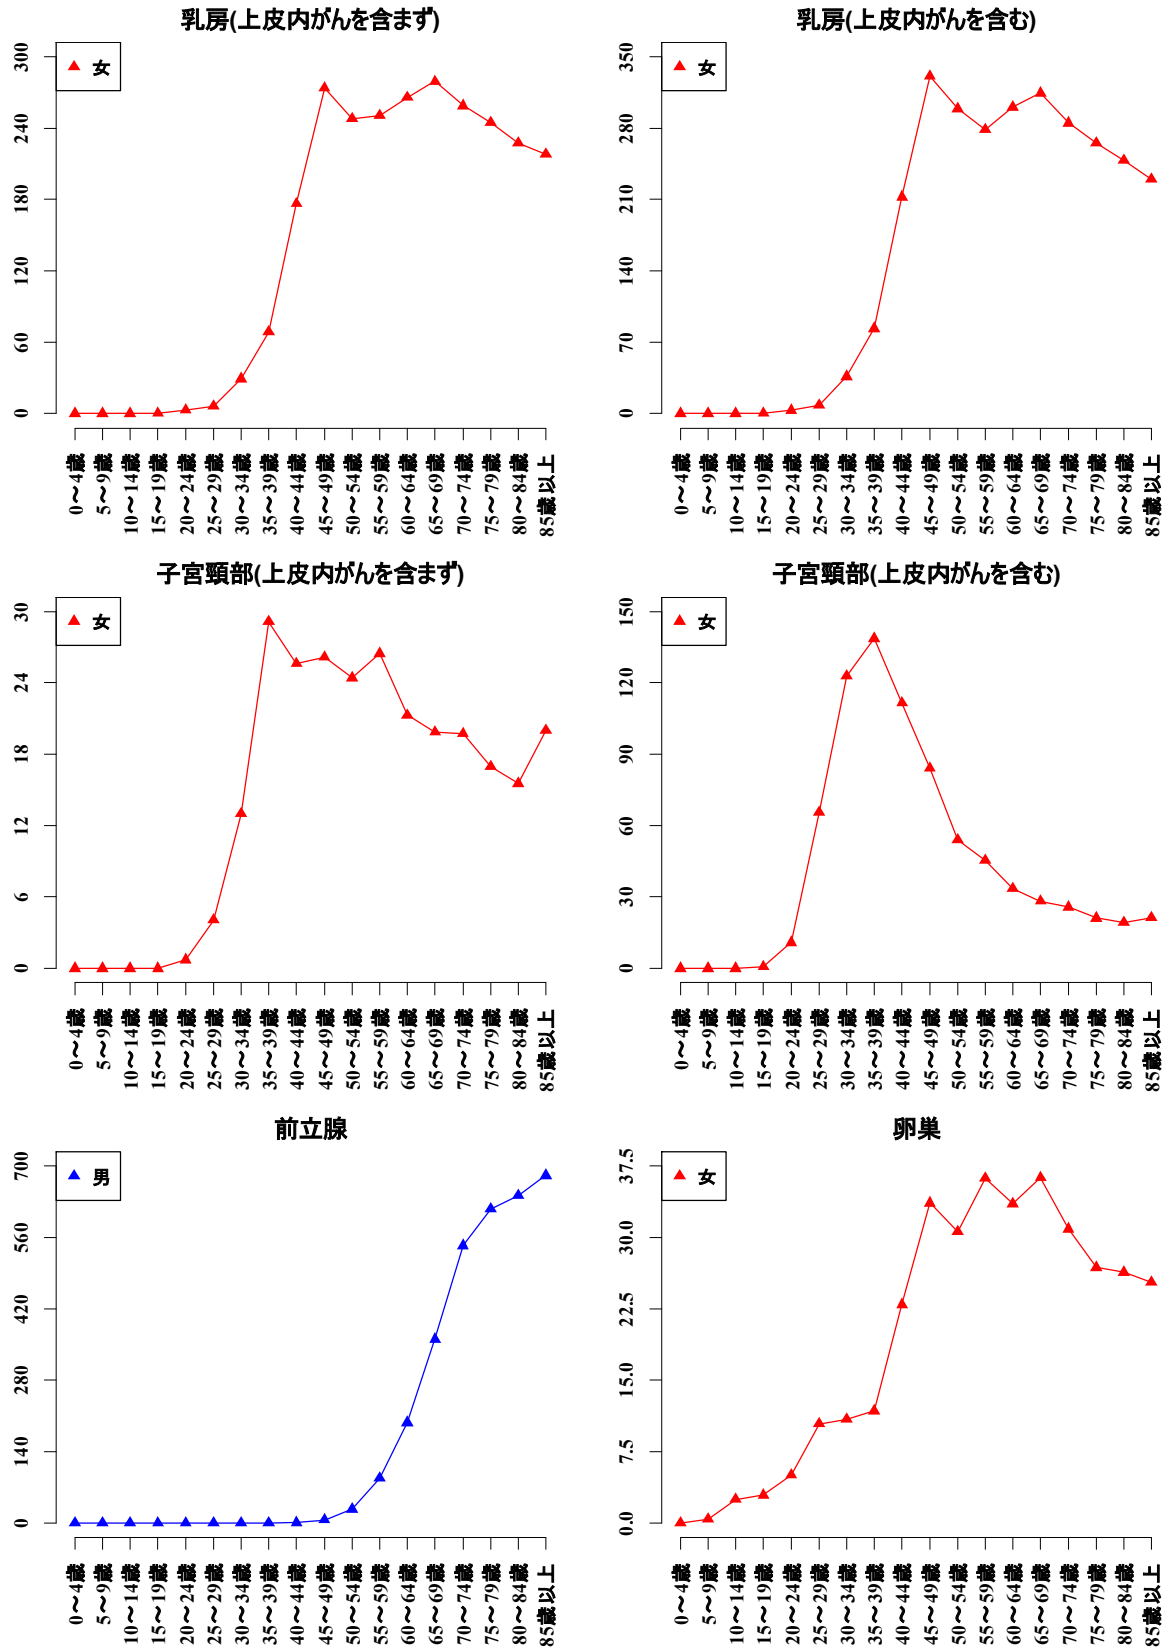 乳房(上皮内がんを含まず)
女
300
240
180
120
60
0
0〜4歳
5〜9歳
10〜14歳
15〜19歳
20〜24歳
25〜29歳
30〜34歳
35〜39歳
40〜44歳
45〜49歳
50〜54歳
55〜59歳
60〜64歳
65〜69歳
70〜74歳
75〜79歳
80〜84歳
85歳以上
乳房(上皮内がんを含む)
女
350
280
210
140
70
0
0〜4歳
5〜9歳
10〜14歳
15〜19歳
20〜24歳
25〜29歳
30〜34歳
35〜39歳
40〜44歳
45〜49歳
50〜54歳
55〜59歳
60〜64歳
65〜69歳
70〜74歳
75〜79歳
80〜84歳
85歳以上
子宮頸部(上皮内がんを含まず)
女
30
24
18
12
6
0
0〜4歳
5〜9歳
10〜14歳
15〜19歳
20〜24歳
25〜29歳
30〜34歳
35〜39歳
40〜44歳
45〜49歳
50〜54歳
55〜59歳
60〜64歳
65〜69歳
70〜74歳
75〜79歳
80〜84歳
85歳以上
子宮頸部(上皮内がんを含む)
女
150
120
90
60
30
0
0〜4歳
5〜9歳
10〜14歳
15〜19歳
20〜24歳
25〜29歳
30〜34歳
35〜39歳
40〜44歳
45〜49歳
50〜54歳
55〜59歳
60〜64歳
65〜69歳
70〜74歳
75〜79歳
80〜84歳
85歳以上
前立腺
男
700
560
420
280
140
0
0〜4歳
5〜9歳
10〜14歳
15〜19歳
20〜24歳
25〜29歳
30〜34歳
35〜39歳
40〜44歳
45〜49歳
50〜54歳
55〜59歳
60〜64歳
65〜69歳
70〜74歳
75〜79歳
80〜84歳
85歳以上
卵巣
女
37.5
30.0
22.5
15.0
7.5
0.0
0〜4歳
5〜9歳
10〜14歳
15〜19歳
20〜24歳
25〜29歳
30〜34歳
35〜39歳
40〜44歳
45〜49歳
50〜54歳
55〜59歳
60〜64歳
65〜69歳
70〜74歳
75〜79歳
80〜84歳
85歳以上